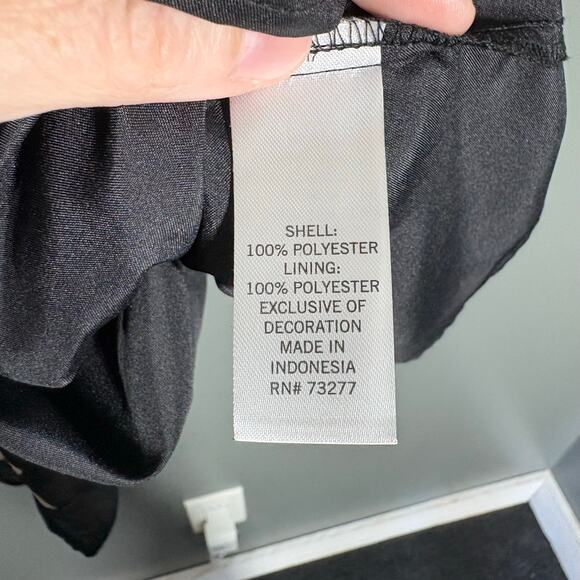 SHELL:
100% POLYESTER
LINING:
100% POLYESTER
EXCLUSIVE OF
DECORATION
MADE IN
INDONESIA
RN# 73277